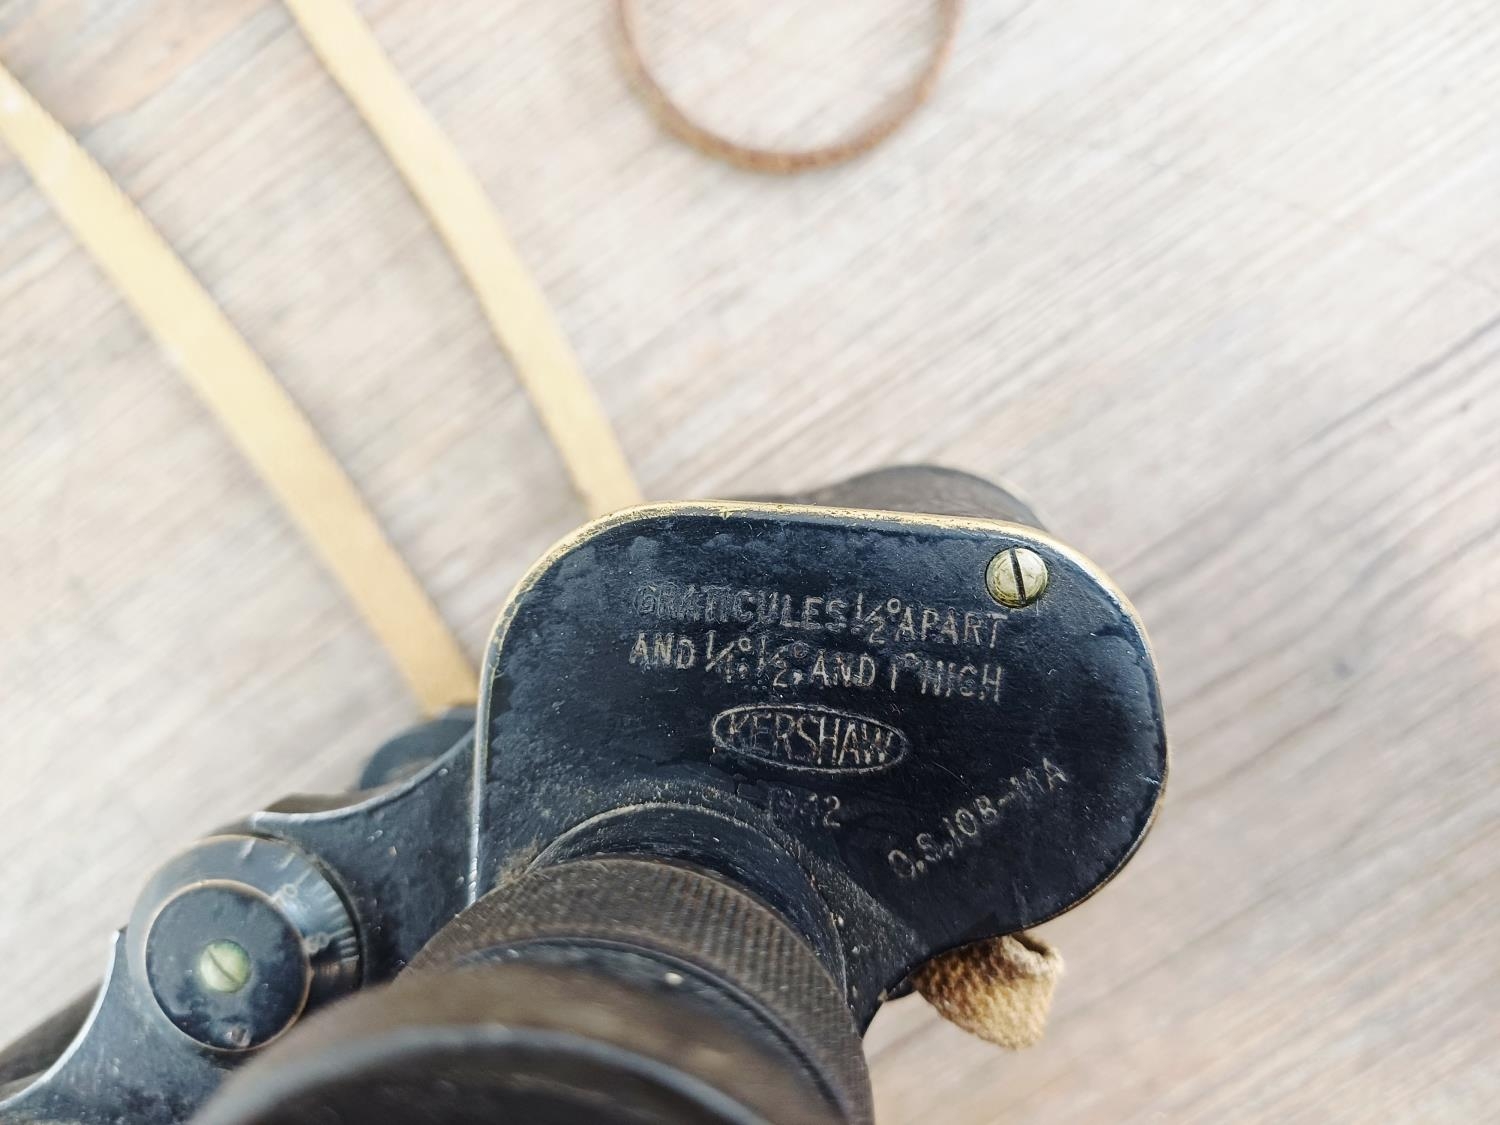 GRATICULES ½° APART
AND ¼°, ½°, AND 1° HIGH
KERSHAW
1942
O.S.108-MA